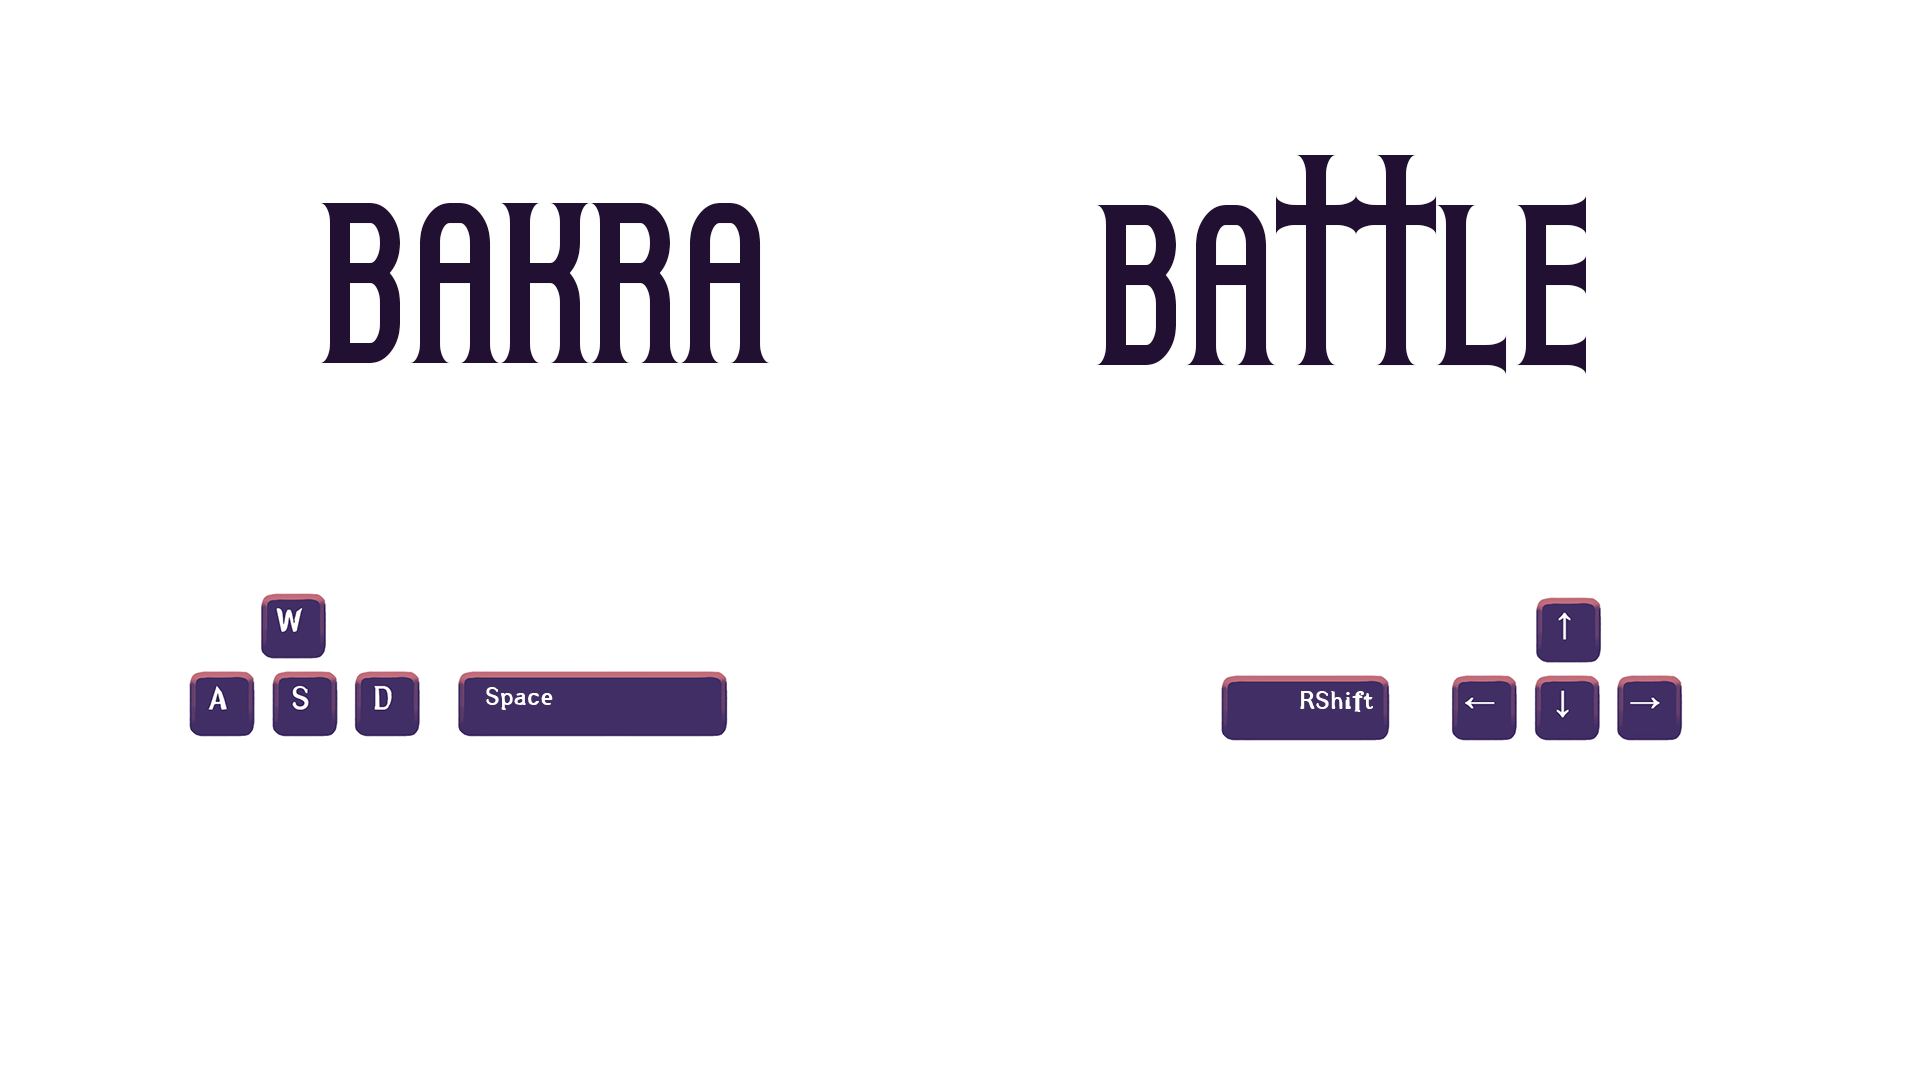 BAKRA BATTLE
W ↑
A S D Space RShift ← ↓ →